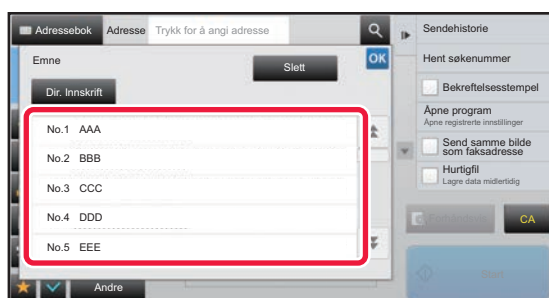 Adressebok Adresse Trykk for å angi adresse
Sendehistorie
Emne
Slett
OK
Hent søkenummer
Dir. Innskrift
Bekreftelsesstempel
No.1 AAA
Åpne program
Åpne registrerte innstillinger
No.2 BBB
Send samme bilde
som faksadresse
No.3 CCC
Hurtigfil
Lagre data midlertidig
No.4 DDD
CA
No.5 EEE
Andre